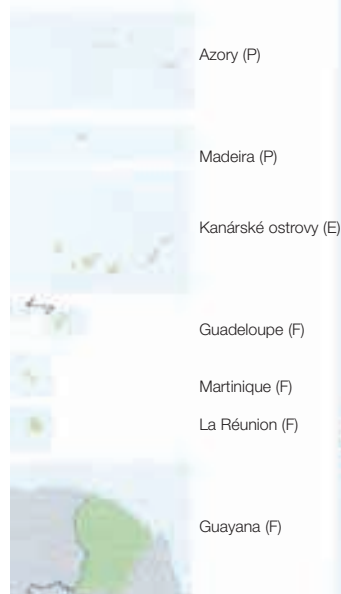 Azory (P)
Madeira (P)
Kanárské ostrovy (E)
Guadeloupe (F)
Martinique (F)
La Réunion (F)
Guayana (F)